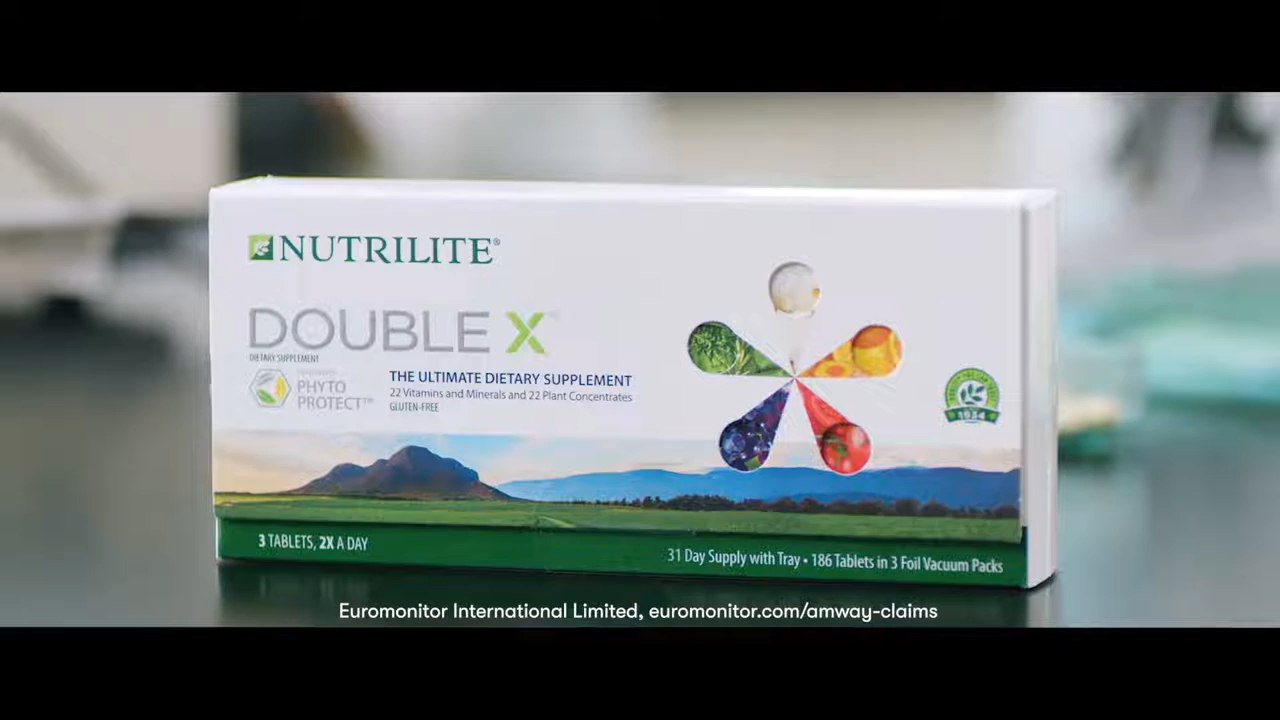 NUTRILITE®
DOUBLE X™
DIETARY SUPPLEMENT
PHYTO
PROTECT™
THE ULTIMATE DIETARY SUPPLEMENT
22 Vitamins and Minerals and 22 Plant Concentrates
GLUTEN-FREE
1934
3 TABLETS, 2X A DAY
31 Day Supply with Tray • 186 Tablets in 3 Foil Vacuum Packs
Euromonitor International Limited, euromonitor.com/amway-claims